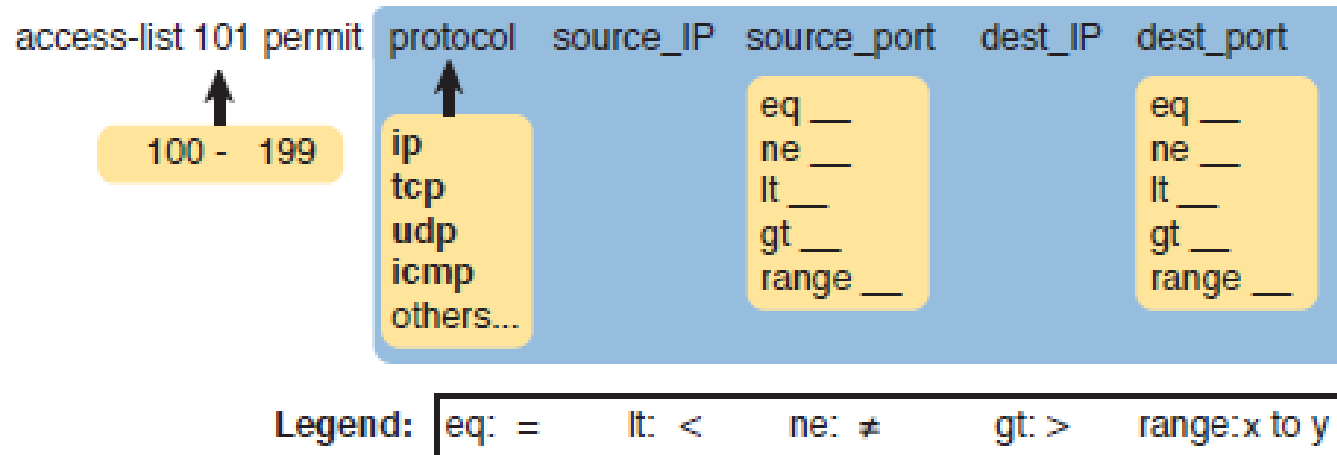 access-list 101 permit protocol source_IP source_port dest_IP dest_port
100 - 199
ip
tcp
udp
icmp
others...
eq __
ne __
lt __
gt __
range __
eq __
ne __
lt __
gt __
range __
Legend: eq: = lt: < ne: ≠ gt: > range: x to y